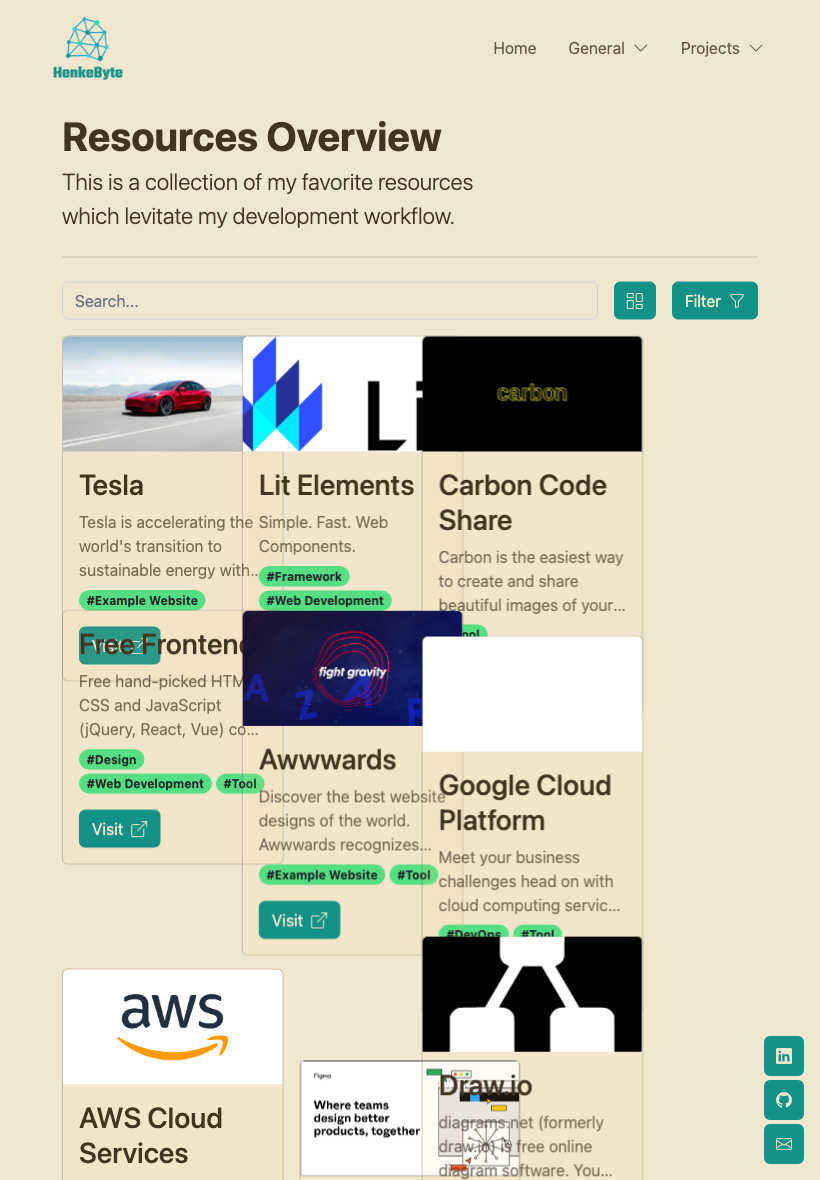 HenkeByte
Home
General
Projects
Resources Overview
This is a collection of my favorite resources
which levitate my development workflow.
Search...
Filter
Tesla
Tesla is accelerating the
world's transition to
sustainable energy with...
#Example Website
Visit
Lit
Lit Elements
Simple. Fast. Web
Components.
#Framework
#Web Development
carbon
Carbon Code
Share
Carbon is the easiest way
to create and share
beautiful images of your...
Free Frontend
Free hand-picked HTM
CSS and JavaScript
(jQuery, React, Vue) co...
#Design
#Web Development #Tool
Visit
fight gravity
A Z A R
Awwwards
Discover the best website
designs of the world.
Awwwards recognizes...
#Example Website #Tool
Visit
Google Cloud
Platform
Meet your business
challenges head on with
cloud computing servic...
#DevOps #Tool
aws
AWS Cloud
Services
Figma
Where teams
design better
products, together
Draw.io
diagrams.net (formerly
draw.io) is free online
diagram software. You...